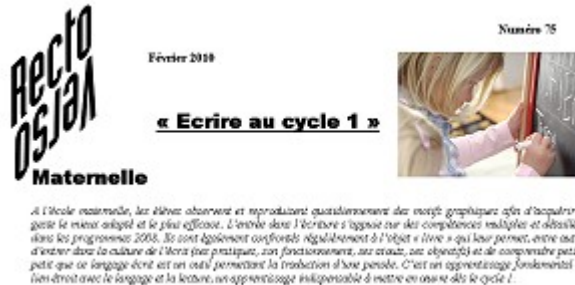 Recto
Verso
Numéro 75
Février 2010
« Ecrire au cycle 1 »
Maternelle
A l'école maternelle, les élèves observent et reproduisent quotidiennement des motifs graphiques afin d'acquérir
geste le mieux adapté et le plus efficace. L'entrée dans l'écriture s'appuie sur des compétences multiples et détaillé
dans les programmes 2008. Ils sont également confrontés régulièrement à l'objet « livre » qui leur permet, entre aut
d'entrer dans la culture de l'écrit (ses pratiques, son fonctionnement, ses atouts, ses objectifs) et de comprendre peti
petit que ce langage écrit est un outil permettant la traduction d'une pensée. C'est un apprentissage fondamental
lien étroit avec le langage et la lecture, un apprentissage indispensable à mettre en œuvre dès le cycle 1.